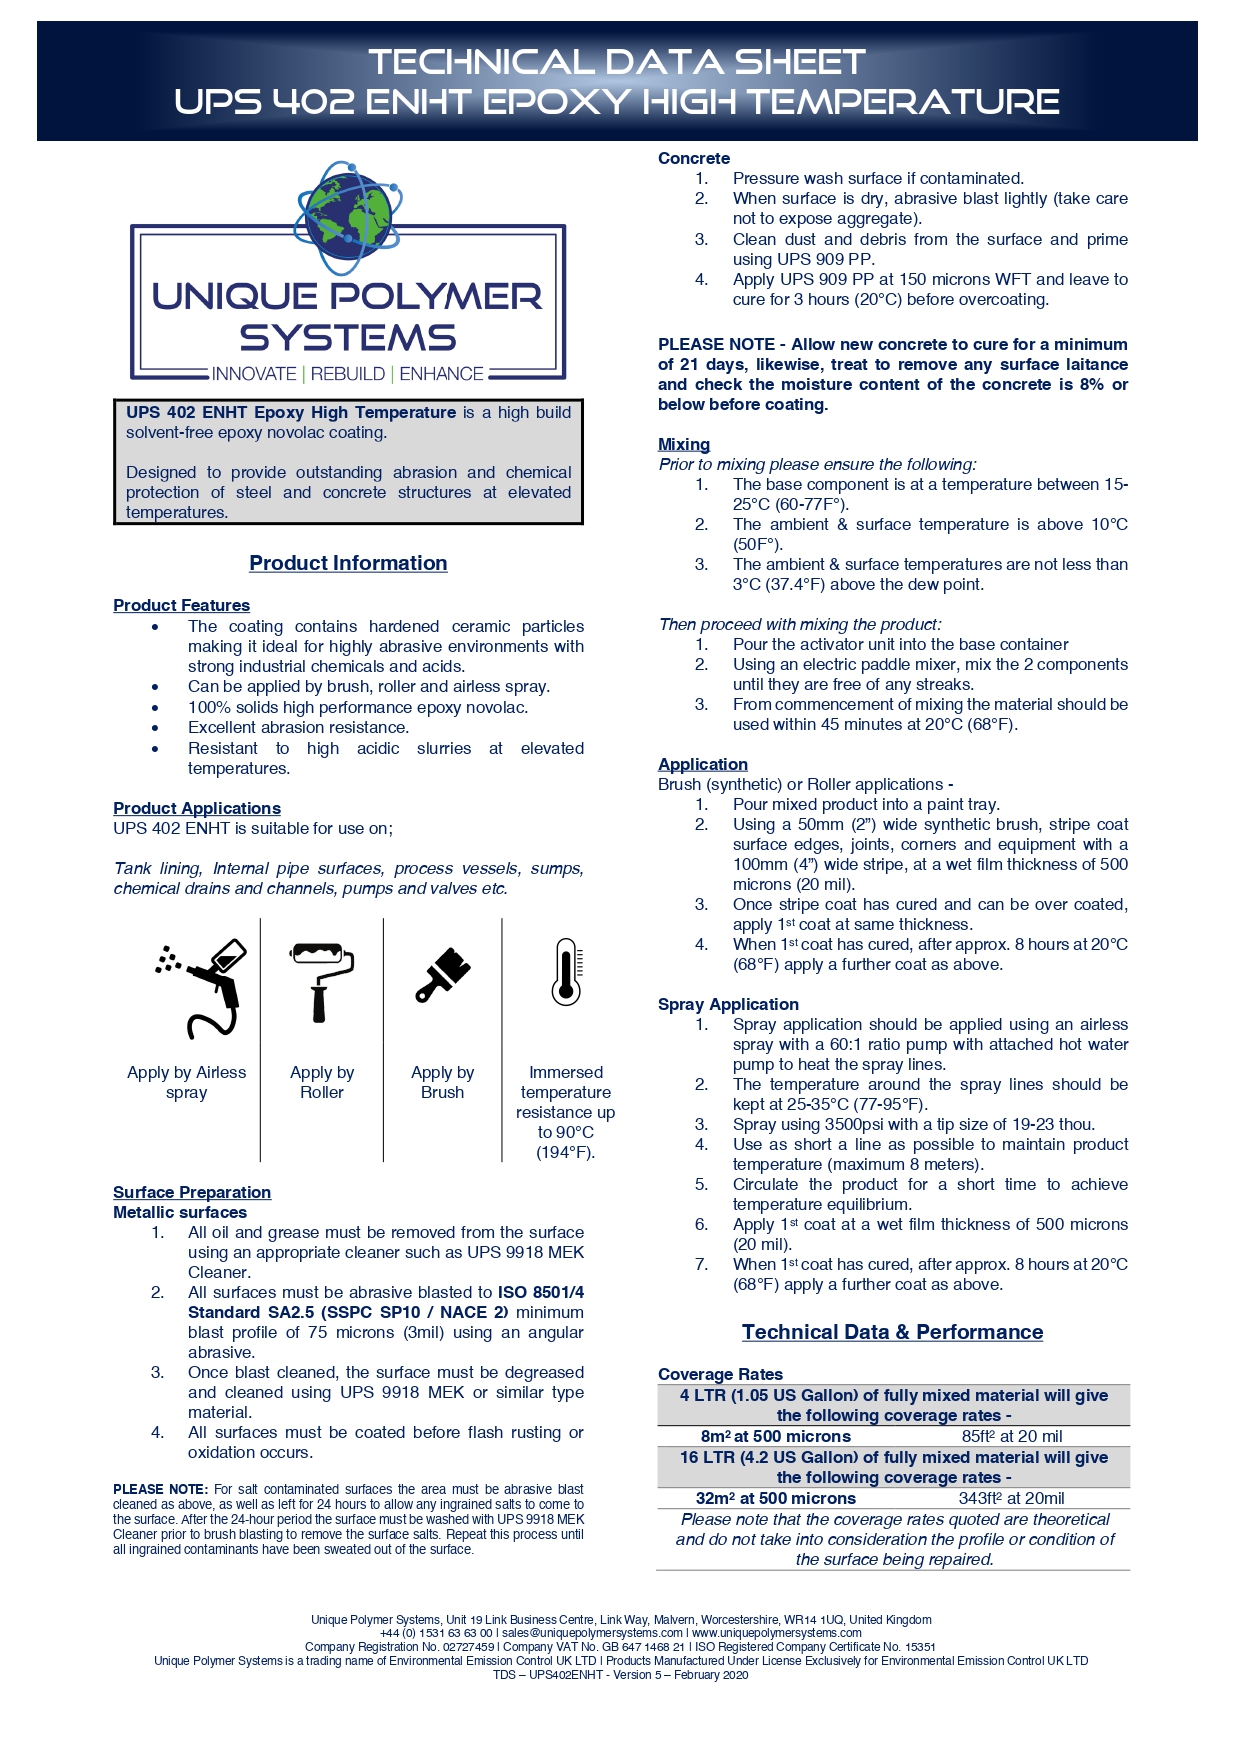 TECHNICAL DATA SHEET
UPS 402 ENHT EPOXY HIGH TEMPERATURE
UNIQUE POLYMER
SYSTEMS
INNOVATE | REBUILD | ENHANCE
UPS 402 ENHT Epoxy High Temperature is a high build
solvent-free epoxy novolac coating.
Designed to provide outstanding abrasion and chemical
protection of steel and concrete structures at elevated
temperatures.
Product Information
Product Features
• The coating contains hardened ceramic particles
making it ideal for highly abrasive environments with
strong industrial chemicals and acids.
• Can be applied by brush, roller and airless spray.
• 100% solids high performance epoxy novolac.
• Excellent abrasion resistance.
• Resistant to high acidic slurries at elevated
temperatures.
Product Applications
UPS 402 ENHT is suitable for use on;
Tank lining, Internal pipe surfaces, process vessels, sumps,
chemical drains and channels, pumps and valves etc.
Apply by Airless
spray
Apply by
Roller
Apply by
Brush
Immersed
temperature
resistance up
to 90°C
(194°F).
Surface Preparation
Metallic surfaces
1. All oil and grease must be removed from the surface
using an appropriate cleaner such as UPS 9918 MEK
Cleaner.
2. All surfaces must be abrasive blasted to ISO 8501/4
Standard SA2.5 (SSPC SP10 / NACE 2) minimum
blast profile of 75 microns (3mil) using an angular
abrasive.
3. Once blast cleaned, the surface must be degreased
and cleaned using UPS 9918 MEK or similar type
material.
4. All surfaces must be coated before flash rusting or
oxidation occurs.
PLEASE NOTE: For salt contaminated surfaces the area must be abrasive blast
cleaned as above, as well as left for 24 hours to allow any ingrained salts to come to
the surface. After the 24-hour period the surface must be washed with UPS 9918 MEK
Cleaner prior to brush blasting to remove the surface salts. Repeat this process until
all ingrained contaminants have been sweated out of the surface.
Concrete
1. Pressure wash surface if contaminated.
2. When surface is dry, abrasive blast lightly (take care
not to expose aggregate).
3. Clean dust and debris from the surface and prime
using UPS 909 PP.
4. Apply UPS 909 PP at 150 microns WFT and leave to
cure for 3 hours (20°C) before overcoating.
PLEASE NOTE - Allow new concrete to cure for a minimum
of 21 days, likewise, treat to remove any surface laitance
and check the moisture content of the concrete is 8% or
below before coating.
Mixing
Prior to mixing please ensure the following:
1. The base component is at a temperature between 15-
25°C (60-77F°).
2. The ambient & surface temperature is above 10°C
(50F°).
3. The ambient & surface temperatures are not less than
3°C (37.4°F) above the dew point.
Then proceed with mixing the product:
1. Pour the activator unit into the base container
2. Using an electric paddle mixer, mix the 2 components
until they are free of any streaks.
3. From commencement of mixing the material should be
used within 45 minutes at 20°C (68°F).
Application
Brush (synthetic) or Roller applications -
1. Pour mixed product into a paint tray.
2. Using a 50mm (2”) wide synthetic brush, stripe coat
surface edges, joints, corners and equipment with a
100mm (4”) wide stripe, at a wet film thickness of 500
microns (20 mil).
3. Once stripe coat has cured and can be over coated,
apply 1st coat at same thickness.
4. When 1st coat has cured, after approx. 8 hours at 20°C
(68°F) apply a further coat as above.
Spray Application
1. Spray application should be applied using an airless
spray with a 60:1 ratio pump with attached hot water
pump to heat the spray lines.
2. The temperature around the spray lines should be
kept at 25-35°C (77-95°F).
3. Spray using 3500psi with a tip size of 19-23 thou.
4. Use as short a line as possible to maintain product
temperature (maximum 8 meters).
5. Circulate the product for a short time to achieve
temperature equilibrium.
6. Apply 1st coat at a wet film thickness of 500 microns
(20 mil).
7. When 1st coat has cured, after approx. 8 hours at 20°C
(68°F) apply a further coat as above.
Technical Data & Performance
Coverage Rates
4 LTR (1.05 US Gallon) of fully mixed material will give
the following coverage rates -
8m² at 500 microns 85ft² at 20 mil
16 LTR (4.2 US Gallon) of fully mixed material will give
the following coverage rates -
32m² at 500 microns 343ft² at 20mil
Please note that the coverage rates quoted are theoretical
and do not take into consideration the profile or condition of
the surface being repaired.
Unique Polymer Systems, Unit 19 Link Business Centre, Link Way, Malvern, Worcestershire, WR14 1UQ, United Kingdom
+44 (0) 1531 63 63 00 | sales@uniquepolymersystems.com | www.uniquepolymersystems.com
Company Registration No. 02727459 | Company VAT No. GB 647 1468 21 | ISO Registered Company Certificate No. 15351
Unique Polymer Systems is a trading name of Environmental Emission Control UK LTD | Products Manufactured Under License Exclusively for Environmental Emission Control UK LTD
TDS – UPS402ENHT - Version 5 – February 2020